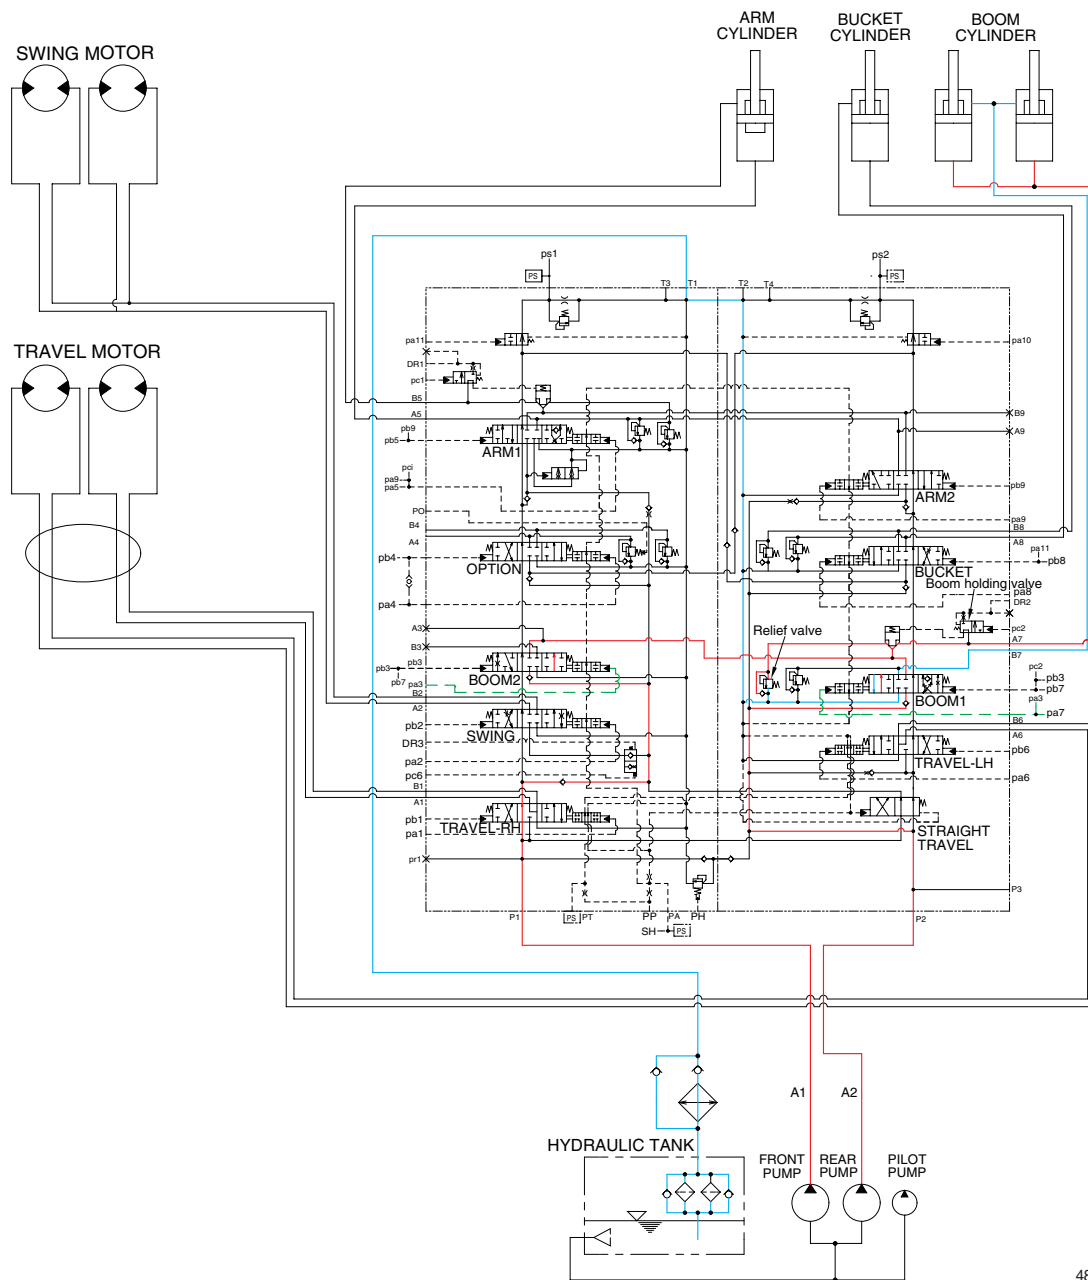 ARM
CYLINDER
BUCKET
CYLINDER
BOOM
CYLINDER
SWING MOTOR
TRAVEL MOTOR
ps1
PS
ps2
PS
T3
T1
T2
T4
pa11
DR1
pc1
B5
A5
pb9
pb5
ARM1
pci
pa9
pa5
PO
B4
A4
pb4
OPTION
pa4
A3
B3
pb3
pb3
pb7
BOOM2
pa3
B2
A2
pb2
SWING
DR3
pa2
pc6
B1
A1
pb1
TRAVEL-RH
pa1
pr1
pa10
B9
A9
ARM2
pb9
pa9
B8
A8
pa11
pb8
BUCKET
Boom holding valve
pa8
DR2
pc2
Relief valve
A7
B7
pc2
pb3
pb7
BOOM1
pa3
pa7
B6
A6
pb6
TRAVEL-LH
pa6
STRAIGHT
TRAVEL
P3
P1
PS
PT
PP
PA
PH
P2
SH
PS
A1
A2
HYDRAULIC TANK
FRONT
PUMP
REAR
PUMP
PILOT
PUMP
48